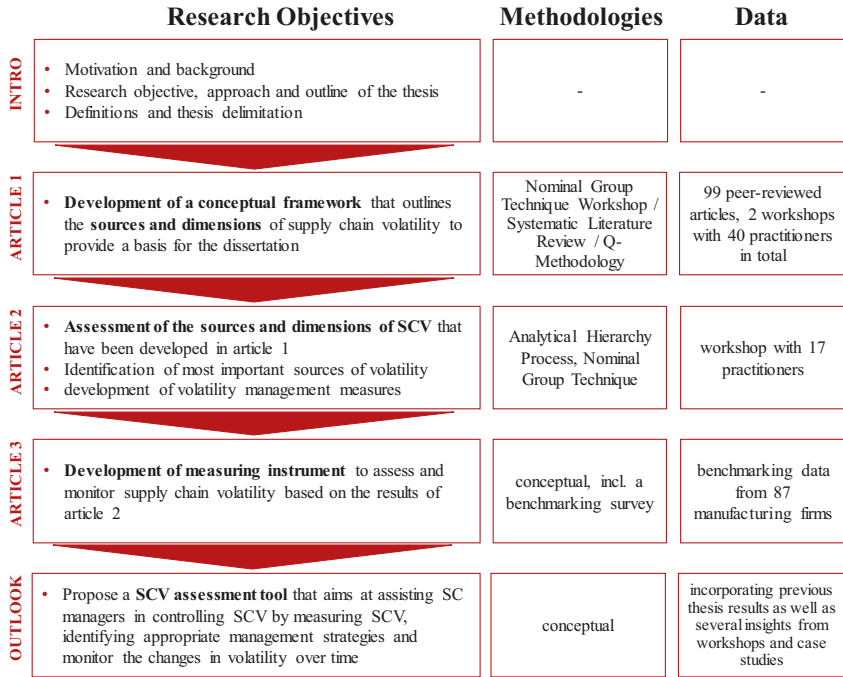 Research Objectives
Methodologies
Data
INTRO
• Motivation and background
• Research objective, approach and outline of the thesis
• Definitions and thesis delimitation
-
-
ARTICLE 1
• Development of a conceptual framework that outlines
the sources and dimensions of supply chain volatility to
provide a basis for the dissertation
Nominal Group
Technique Workshop /
Systematic Literature
Review / Q-
Methodology
99 peer-reviewed
articles, 2 workshops
with 40 practitioners
in total
ARTICLE 2
• Assessment of the sources and dimensions of SCV that
have been developed in article 1
• Identification of most important sources of volatility
• development of volatility management measures
Analytical Hierarchy
Process, Nominal
Group Technique
workshop with 17
practitioners
ARTICLE 3
• Development of measuring instrument to assess and
monitor supply chain volatility based on the results of
article 2
conceptual, incl. a
benchmarking survey
benchmarking data
from 87
manufacturing firms
OUTLOOK
• Propose a SCV assessment tool that aims at assisting SC
managers in controlling SCV by measuring SCV,
identifying appropriate management strategies and
monitor the changes in volatility over time
conceptual
incorporating previous
thesis results as well as
several insights from
workshops and case
studies